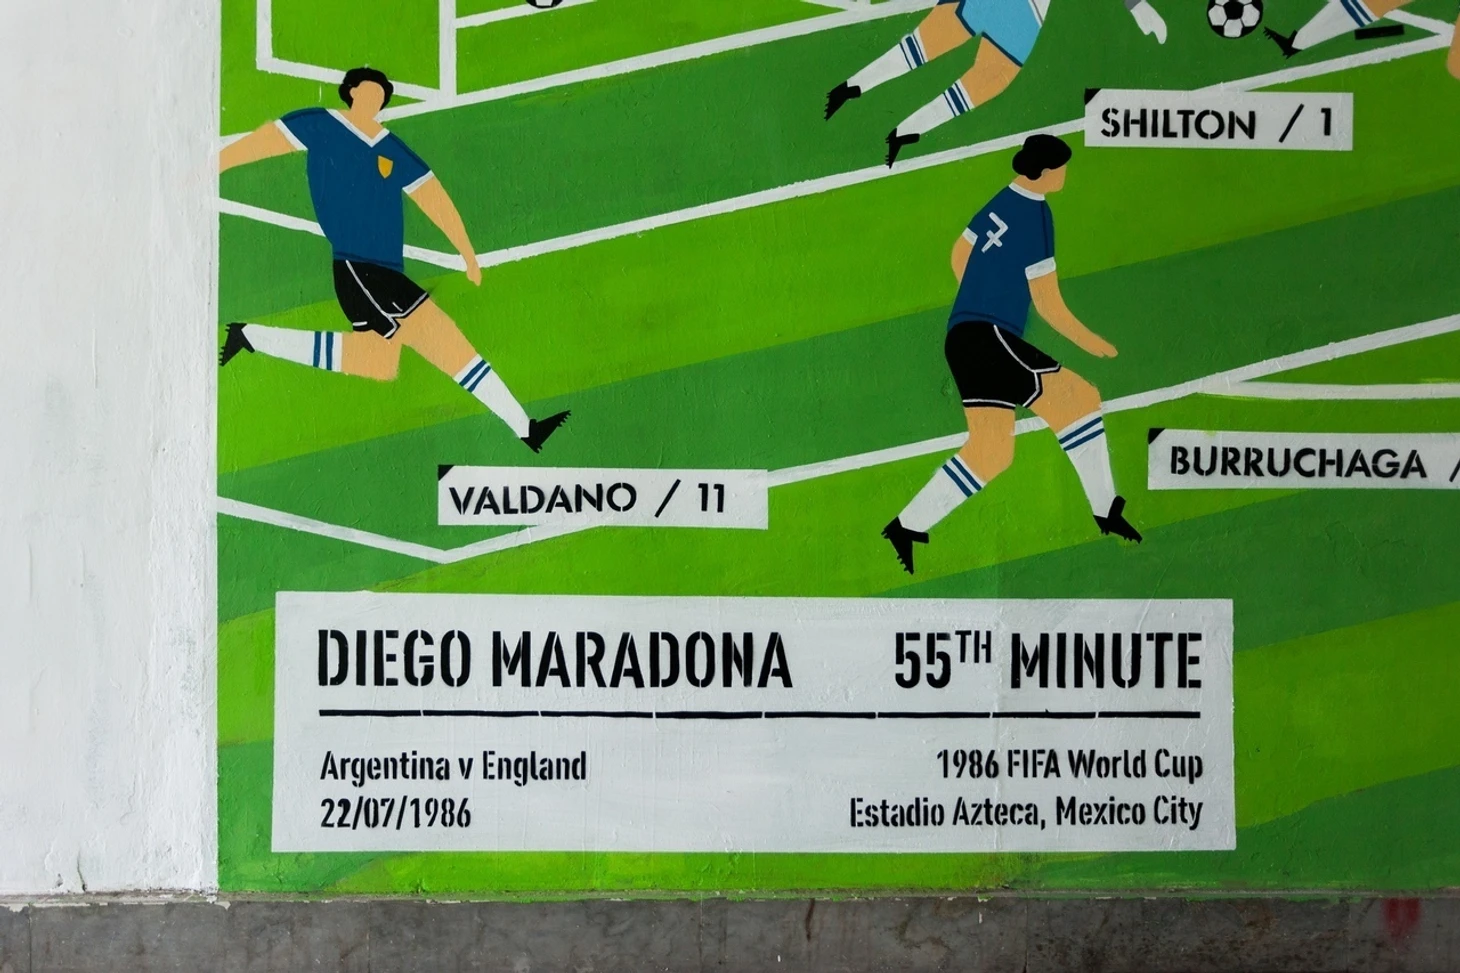 SHILTON / 1
7
BURRUCHAGA /
VALDANO / 11
DIEGO MARADONA 55TH MINUTE
Argentina v England 1986 FIFA World Cup
22/07/1986 Estadio Azteca, Mexico City